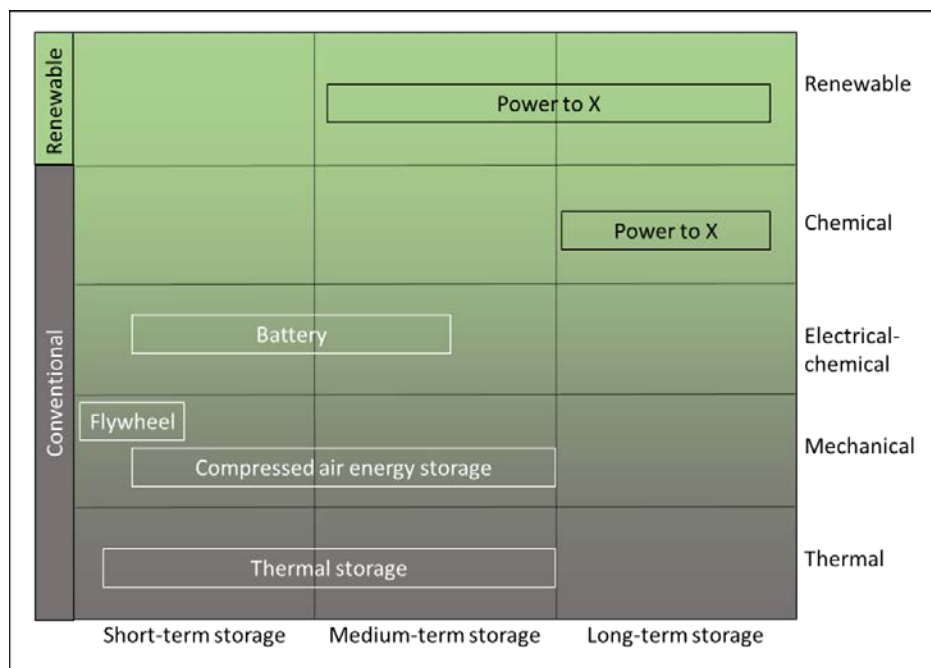 Renewable
Power to X
Renewable
Power to X
Chemical
Conventional
Battery
Electrical-
chemical
Flywheel
Compressed air energy storage
Mechanical
Thermal storage
Thermal
Short-term storage
Medium-term storage
Long-term storage